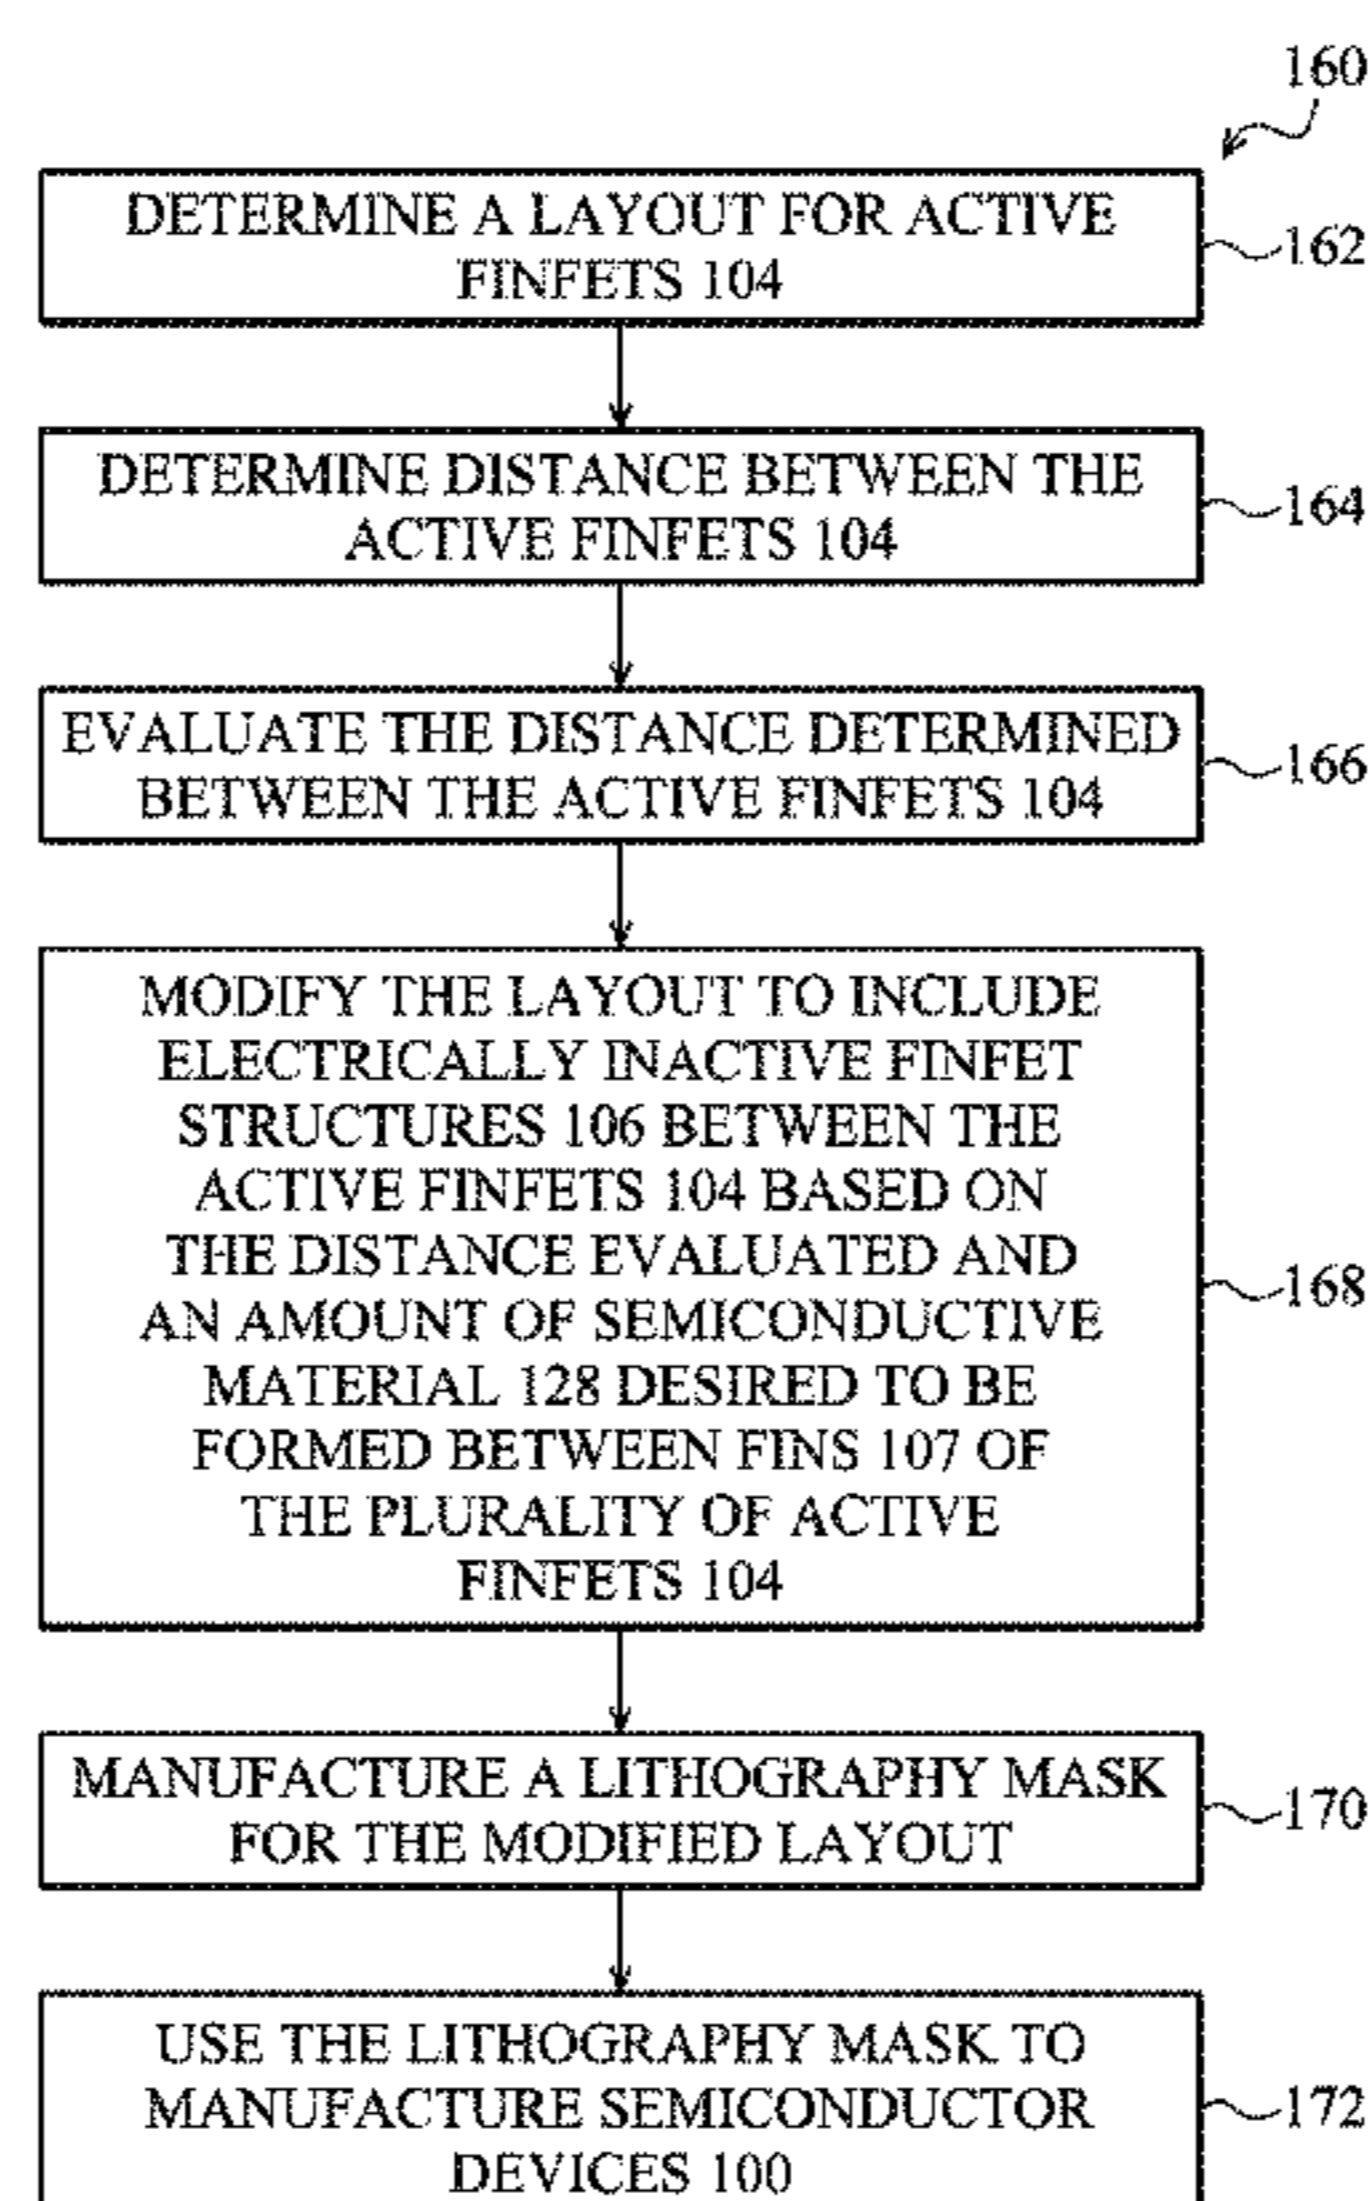 160
DETERMINE A LAYOUT FOR ACTIVE
FINFETS 104
162
DETERMINE DISTANCE BETWEEN THE
ACTIVE FINFETS 104
164
EVALUATE THE DISTANCE DETERMINED
BETWEEN THE ACTIVE FINFETS 104
166
MODIFY THE LAYOUT TO INCLUDE
ELECTRICALLY INACTIVE FINFET
STRUCTURES 106 BETWEEN THE
ACTIVE FINFETS 104 BASED ON
THE DISTANCE EVALUATED AND
AN AMOUNT OF SEMICONDUCTIVE
MATERIAL 128 DESIRED TO BE
FORMED BETWEEN FINS 107 OF
THE PLURALITY OF ACTIVE
FINFETS 104
168
MANUFACTURE A LITHOGRAPHY MASK
FOR THE MODIFIED LAYOUT
170
USE THE LITHOGRAPHY MASK TO
MANUFACTURE SEMICONDUCTOR
DEVICES 100
172